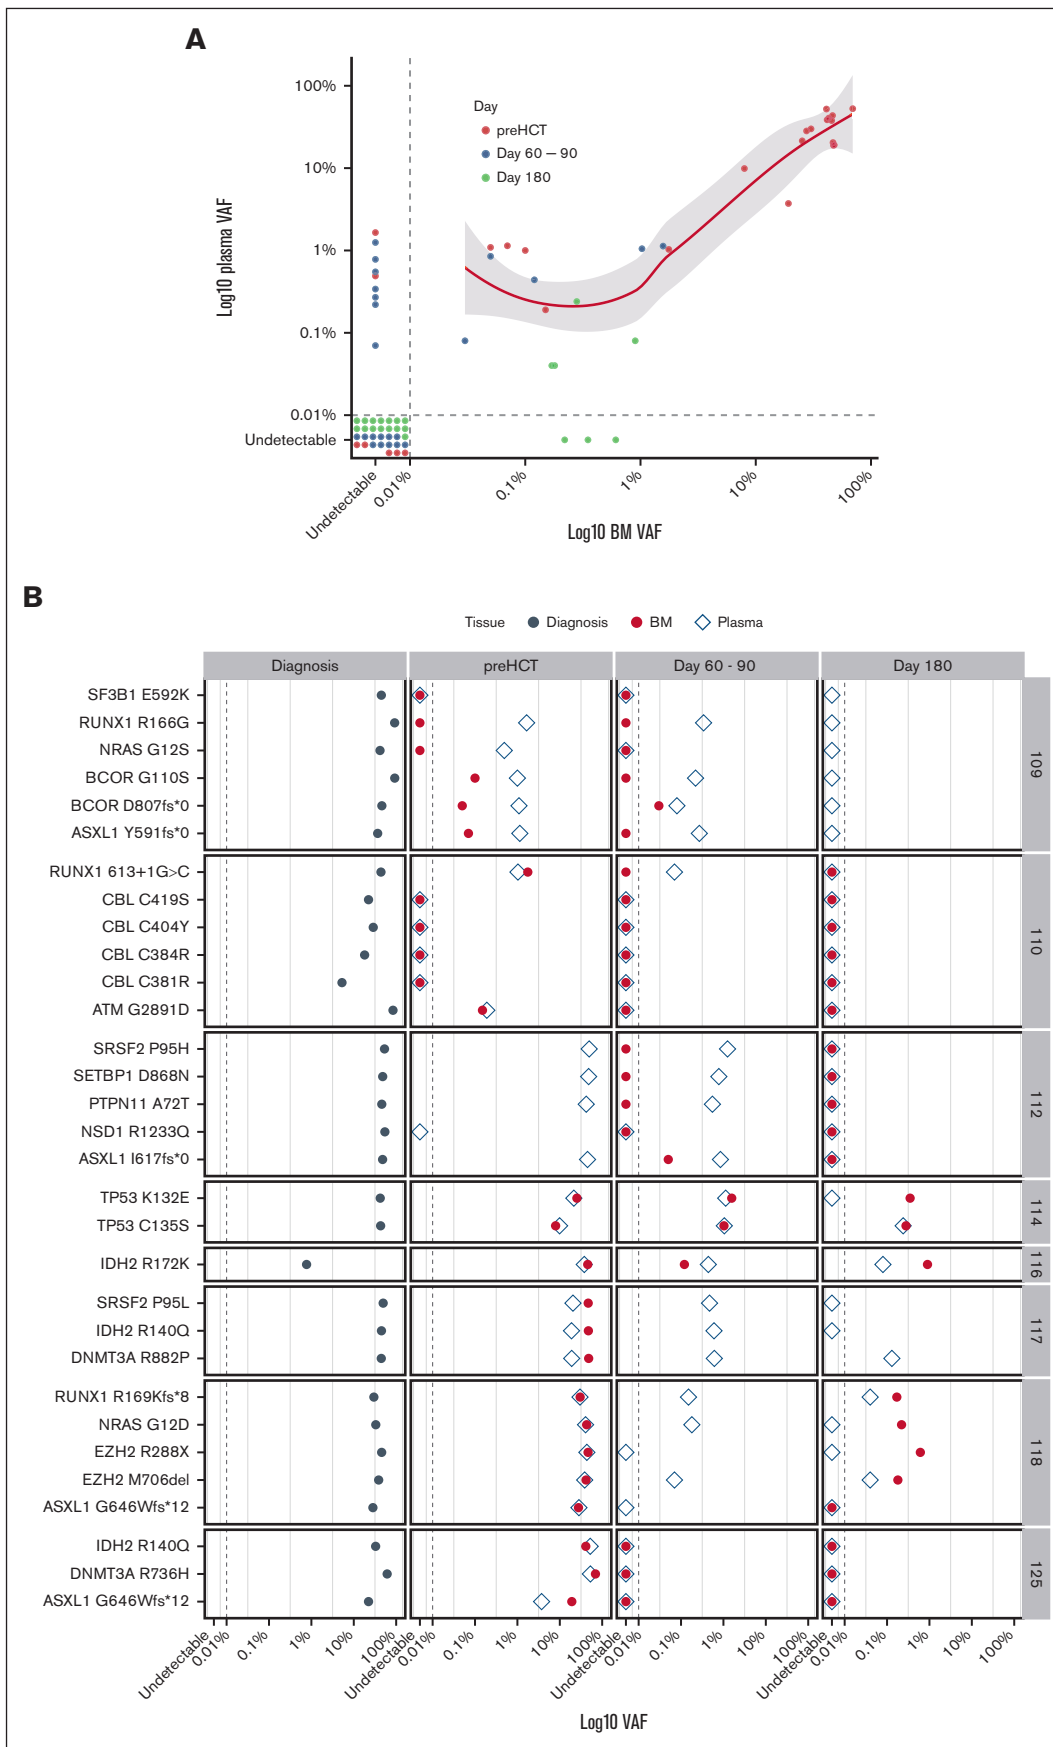 A
100%
10%
1%
0.1%
0.01%
Undetectable
Log10 plasma VAF
Day
preHCT
Day 60 – 90
Day 180
Undetectable
0.01%
0.1%
1%
10%
100%
Log10 BM VAF
B
Tissue Diagnosis BM Plasma
Diagnosis preHCT Day 60 - 90 Day 180
SF3B1 E592K
RUNX1 R166G
NRAS G12S
BCOR G110S
BCOR D807fs*0
ASXL1 Y591fs*0
109
RUNX1 613+1G>C
CBL C419S
CBL C404Y
CBL C384R
CBL C381R
ATM G2891D
110
SRSF2 P95H
SETBP1 D868N
PTPN11 A72T
NSD1 R1233Q
ASXL1 I617fs*0
112
TP53 K132E
TP53 C135S
114
IDH2 R172K
116
SRSF2 P95L
IDH2 R140Q
DNMT3A R882P
117
RUNX1 R169Kfs*8
NRAS G12D
EZH2 R288X
EZH2 M706del
ASXL1 G646Wfs*12
118
IDH2 R140Q
DNMT3A R736H
ASXL1 G646Wfs*12
125
Undetectable 0.01% 0.1% 1% 10% 100% Undetectable 0.01% 0.1% 1% 10% 100% Undetectable 0.01% 0.1% 1% 10% 100% Undetectable 0.01% 0.1% 1% 10% 100%
Log10 VAF